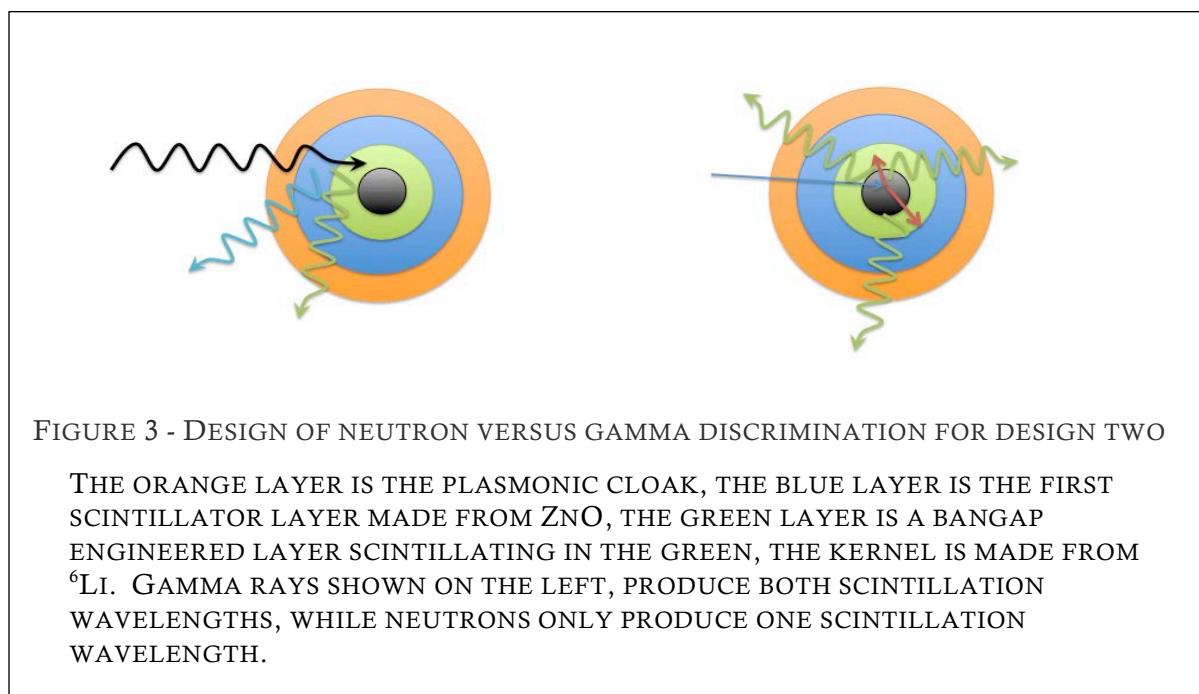 FIGURE 3 - DESIGN OF NEUTRON VERSUS GAMMA DISCRIMINATION FOR DESIGN TWO
THE ORANGE LAYER IS THE PLASMONIC CLOAK, THE BLUE LAYER IS THE FIRST
SCINTILLATOR LAYER MADE FROM ZNO, THE GREEN LAYER IS A BANGAP
ENGINEERED LAYER SCINTILLATING IN THE GREEN, THE KERNEL IS MADE FROM
⁶LI. GAMMA RAYS SHOWN ON THE LEFT, PRODUCE BOTH SCINTILLATION
WAVELENGTHS, WHILE NEUTRONS ONLY PRODUCE ONE SCINTILLATION
WAVELENGTH.